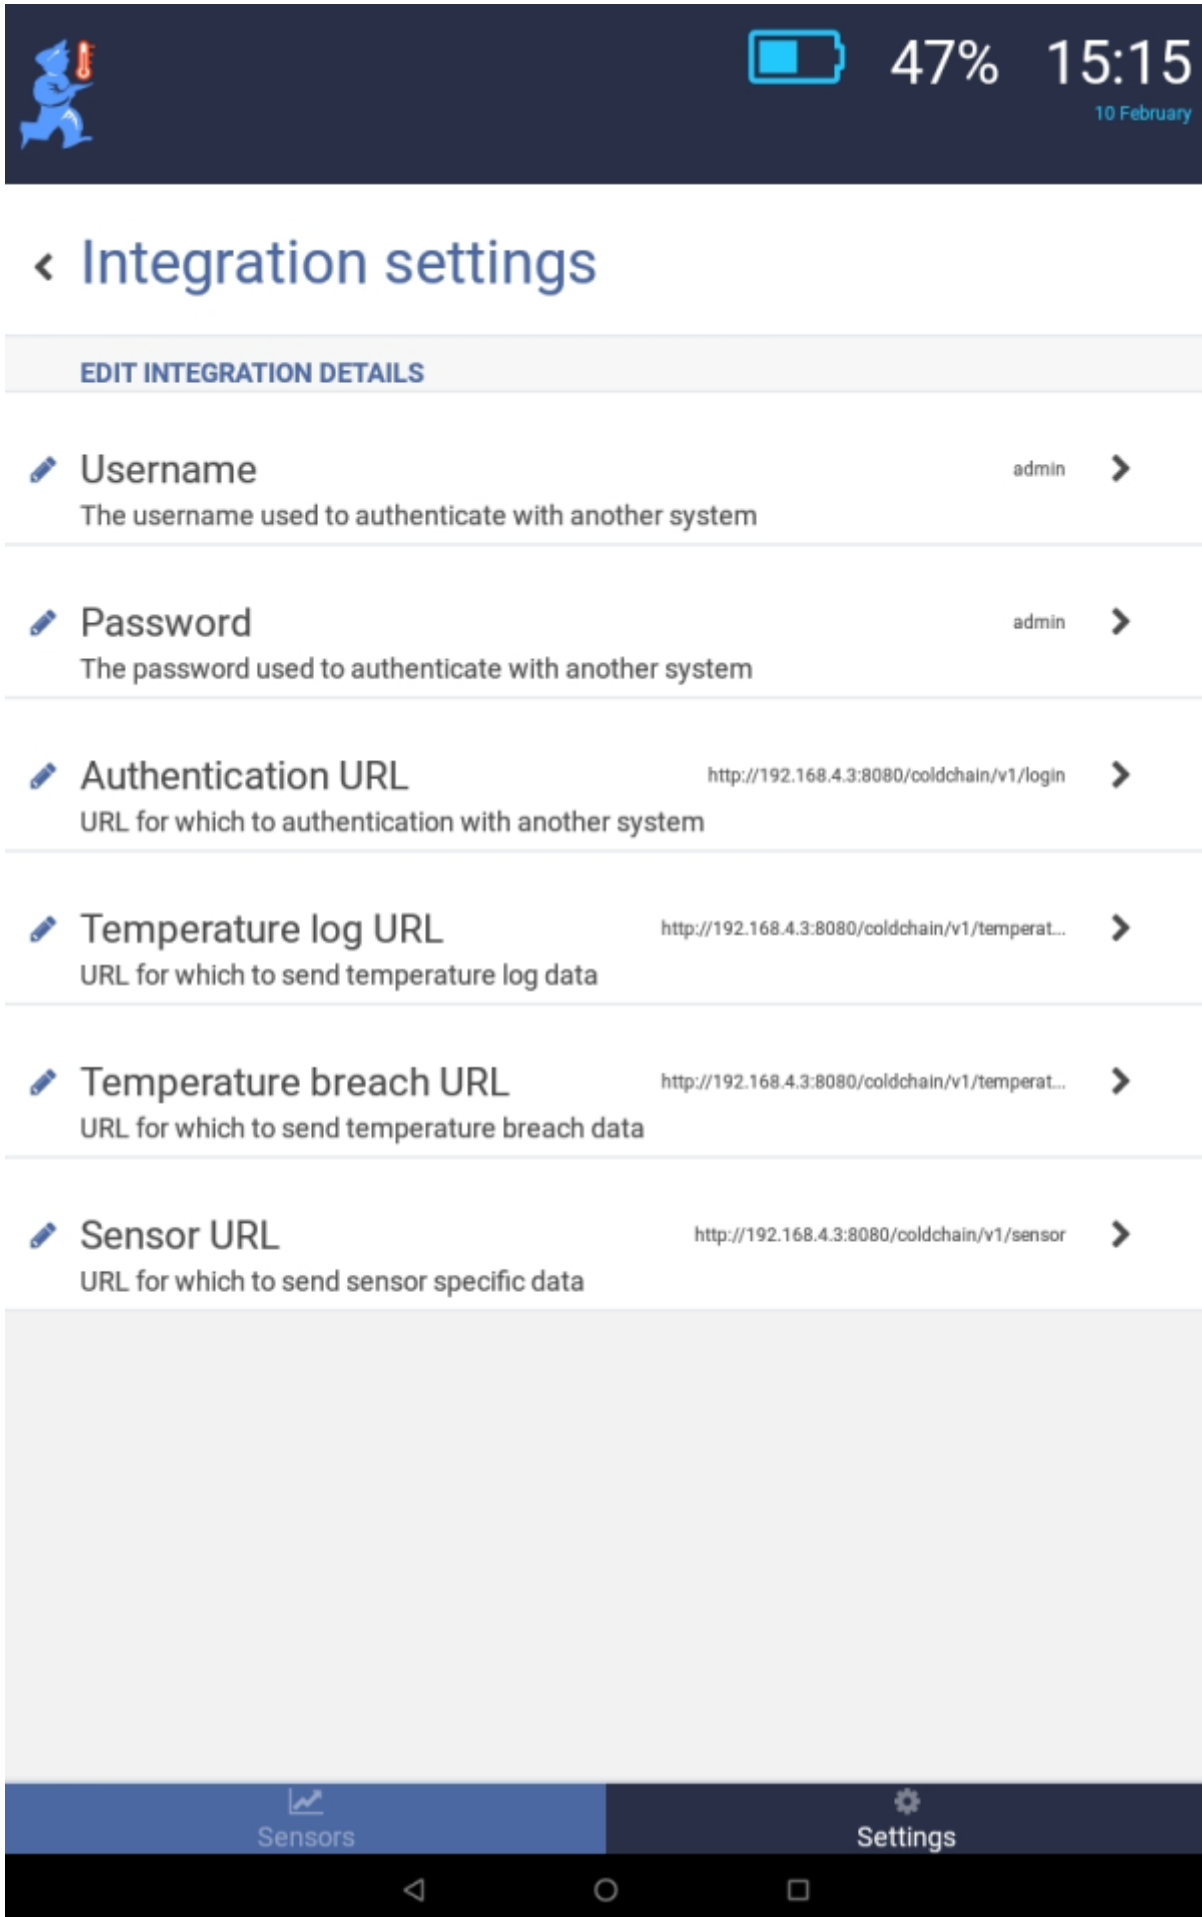 47% 15:15
10 February
Integration settings
EDIT INTEGRATION DETAILS
Username admin
The username used to authenticate with another system
Password admin
The password used to authenticate with another system
Authentication URL http://192.168.4.3:8080/coldchain/v1/login
URL for which to authentication with another system
Temperature log URL http://192.168.4.3:8080/coldchain/v1/temperat...
URL for which to send temperature log data
Temperature breach URL http://192.168.4.3:8080/coldchain/v1/temperat...
URL for which to send temperature breach data
Sensor URL http://192.168.4.3:8080/coldchain/v1/sensor
URL for which to send sensor specific data
Sensors Settings